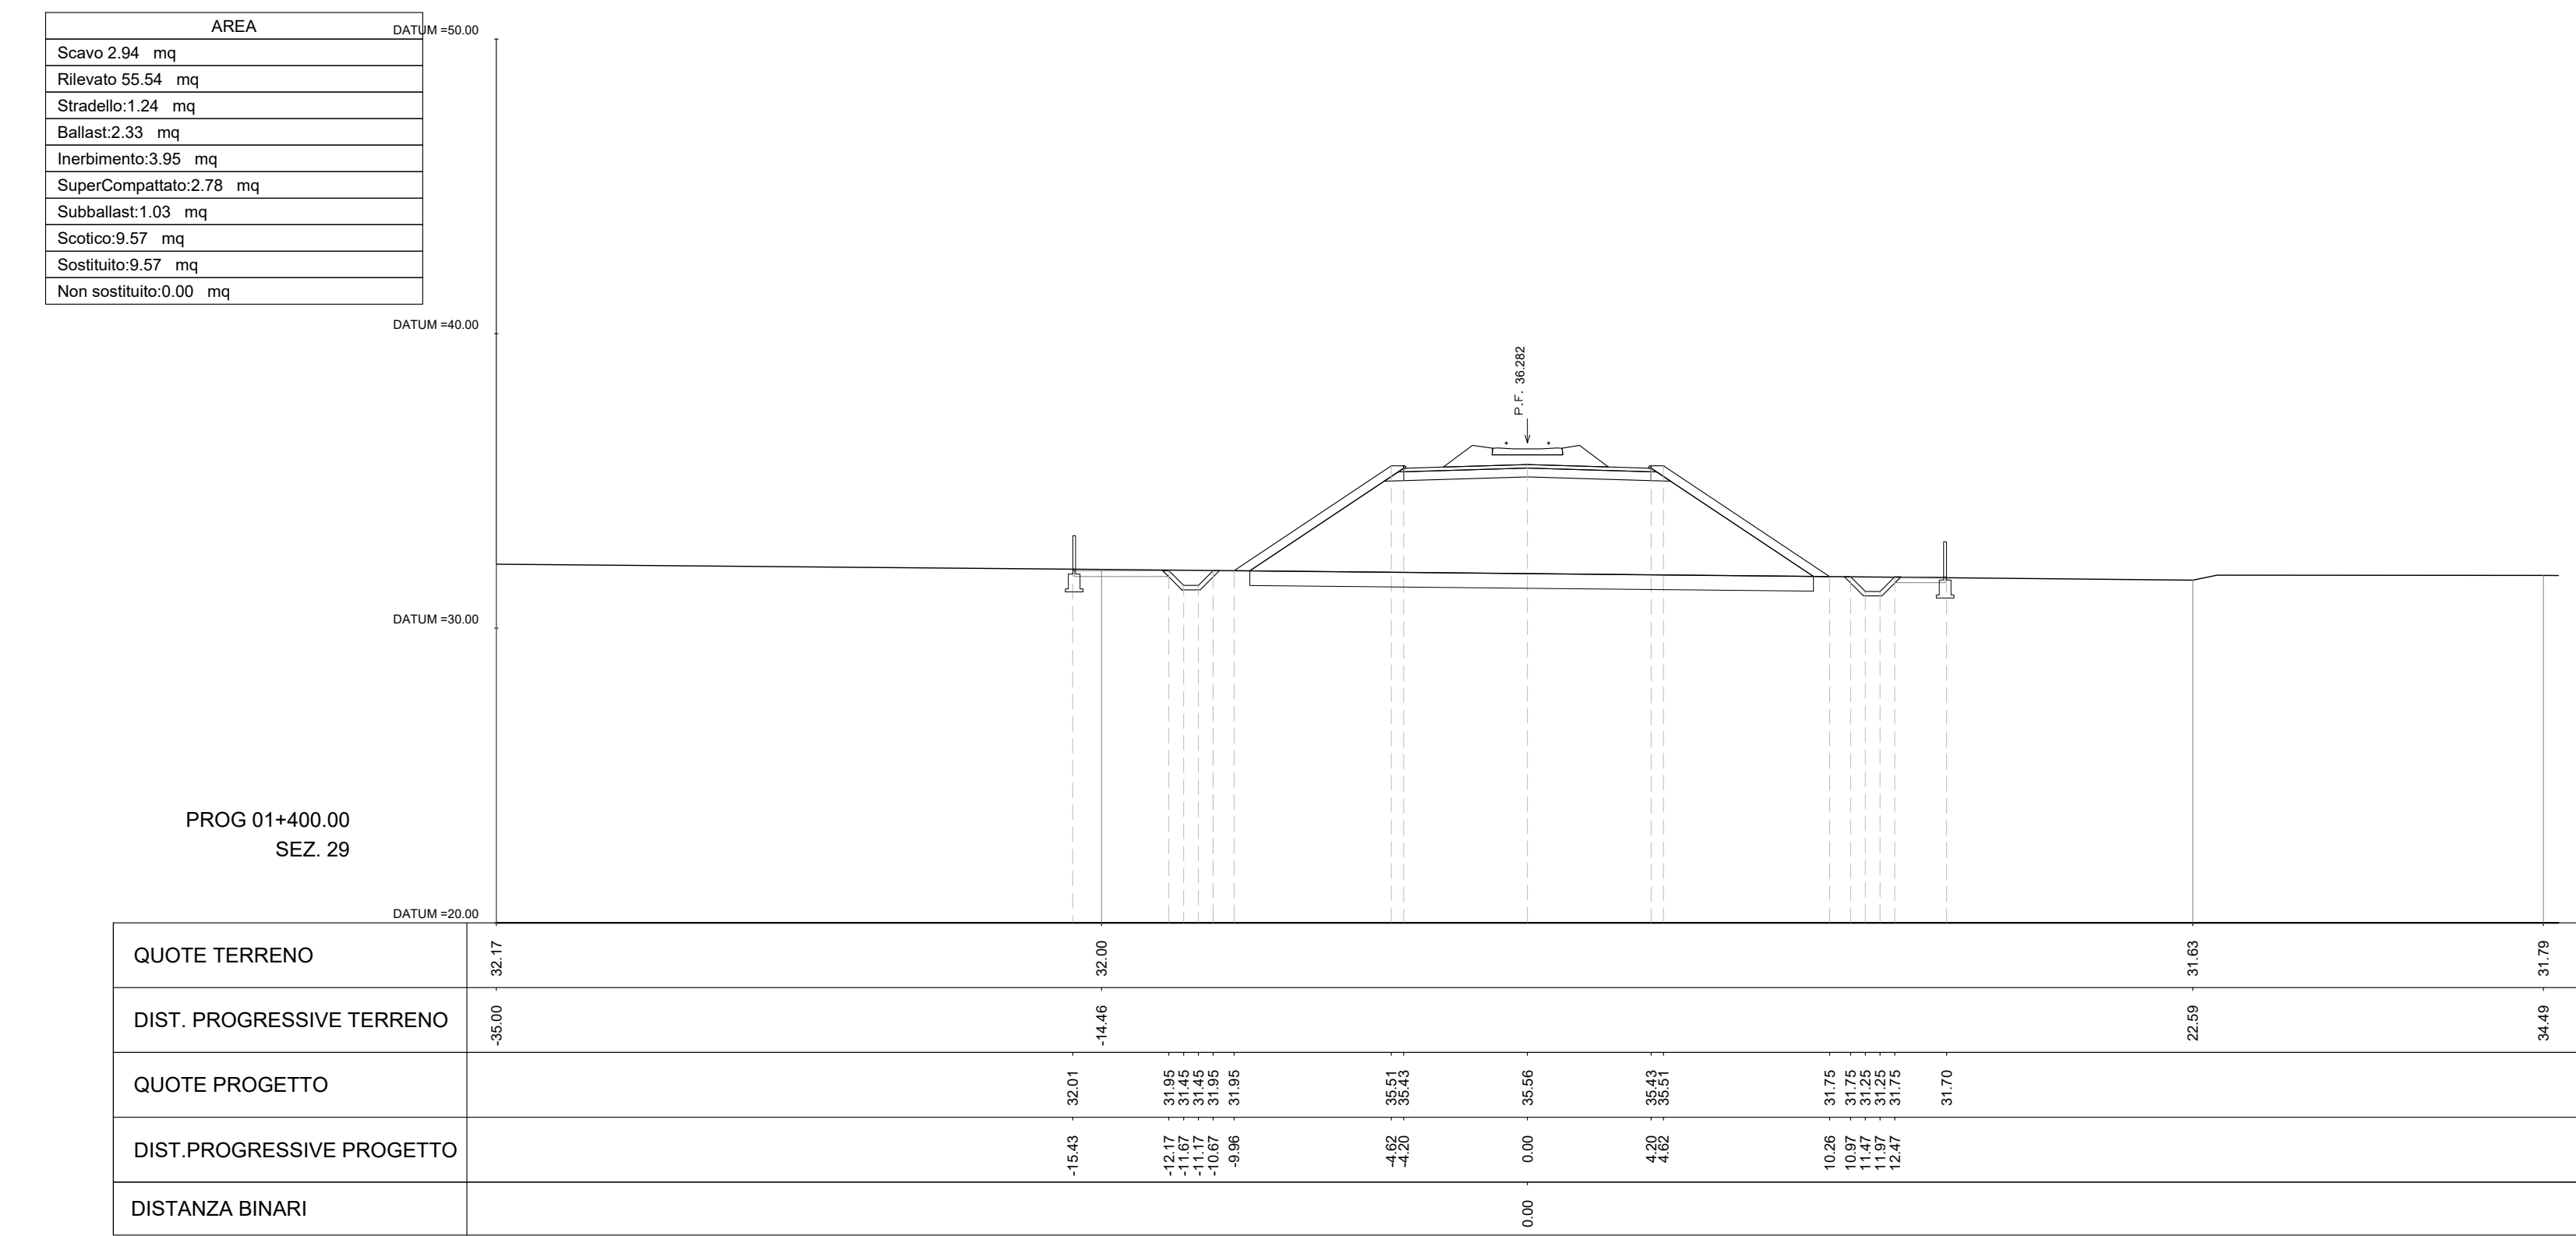 AREA
Scavo 2.94 mq
Rilevato 55.54 mq
Stradello:1.24 mq
Ballast:2.33 mq
Inerbimento:3.95 mq
SuperCompattato:2.78 mq
Subballast:1.03 mq
Scotico:9.57 mq
Sostituito:9.57 mq
Non sostituito:0.00 mq
DATUM =50.00
DATUM =40.00
P.F. 36.282
DATUM =30.00
PROG 01+400.00
SEZ. 29
DATUM =20.00
QUOTE TERRENO 32.17 32.00 31.63 31.79
DIST. PROGRESSIVE TERRENO -35.00 -14.46 22.59 34.49
QUOTE PROGETTO 32.01 31.95 31.45 31.45 31.95 31.95 35.51 35.43 35.56 35.43 35.51 31.75 31.75 31.25 31.25 31.75 31.70
DIST.PROGRESSIVE PROGETTO -15.43 -12.17 -11.67 -11.17 -10.67 -9.96 -4.62 -4.20 0.00 4.20 4.62 10.26 10.97 11.47 11.97 12.47
DISTANZA BINARI 0.00